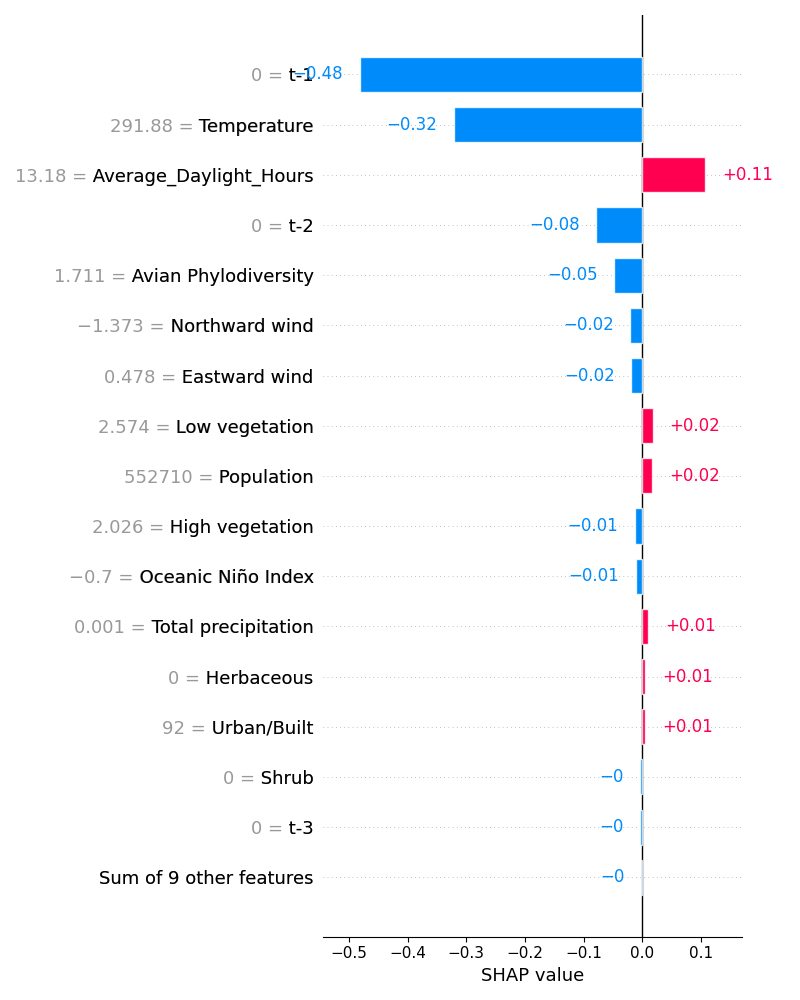 0 = t-1 −0.48
291.88 = Temperature −0.32
13.18 = Average_Daylight_Hours +0.11
0 = t-2 −0.08
1.711 = Avian Phylodiversity −0.05
−1.373 = Northward wind −0.02
0.478 = Eastward wind −0.02
2.574 = Low vegetation +0.02
552710 = Population +0.02
2.026 = High vegetation −0.01
−0.7 = Oceanic Niño Index −0.01
0.001 = Total precipitation +0.01
0 = Herbaceous +0.01
92 = Urban/Built +0.01
0 = Shrub −0
0 = t-3 −0
Sum of 9 other features −0
−0.5 −0.4 −0.3 −0.2 −0.1 0.0 0.1
SHAP value